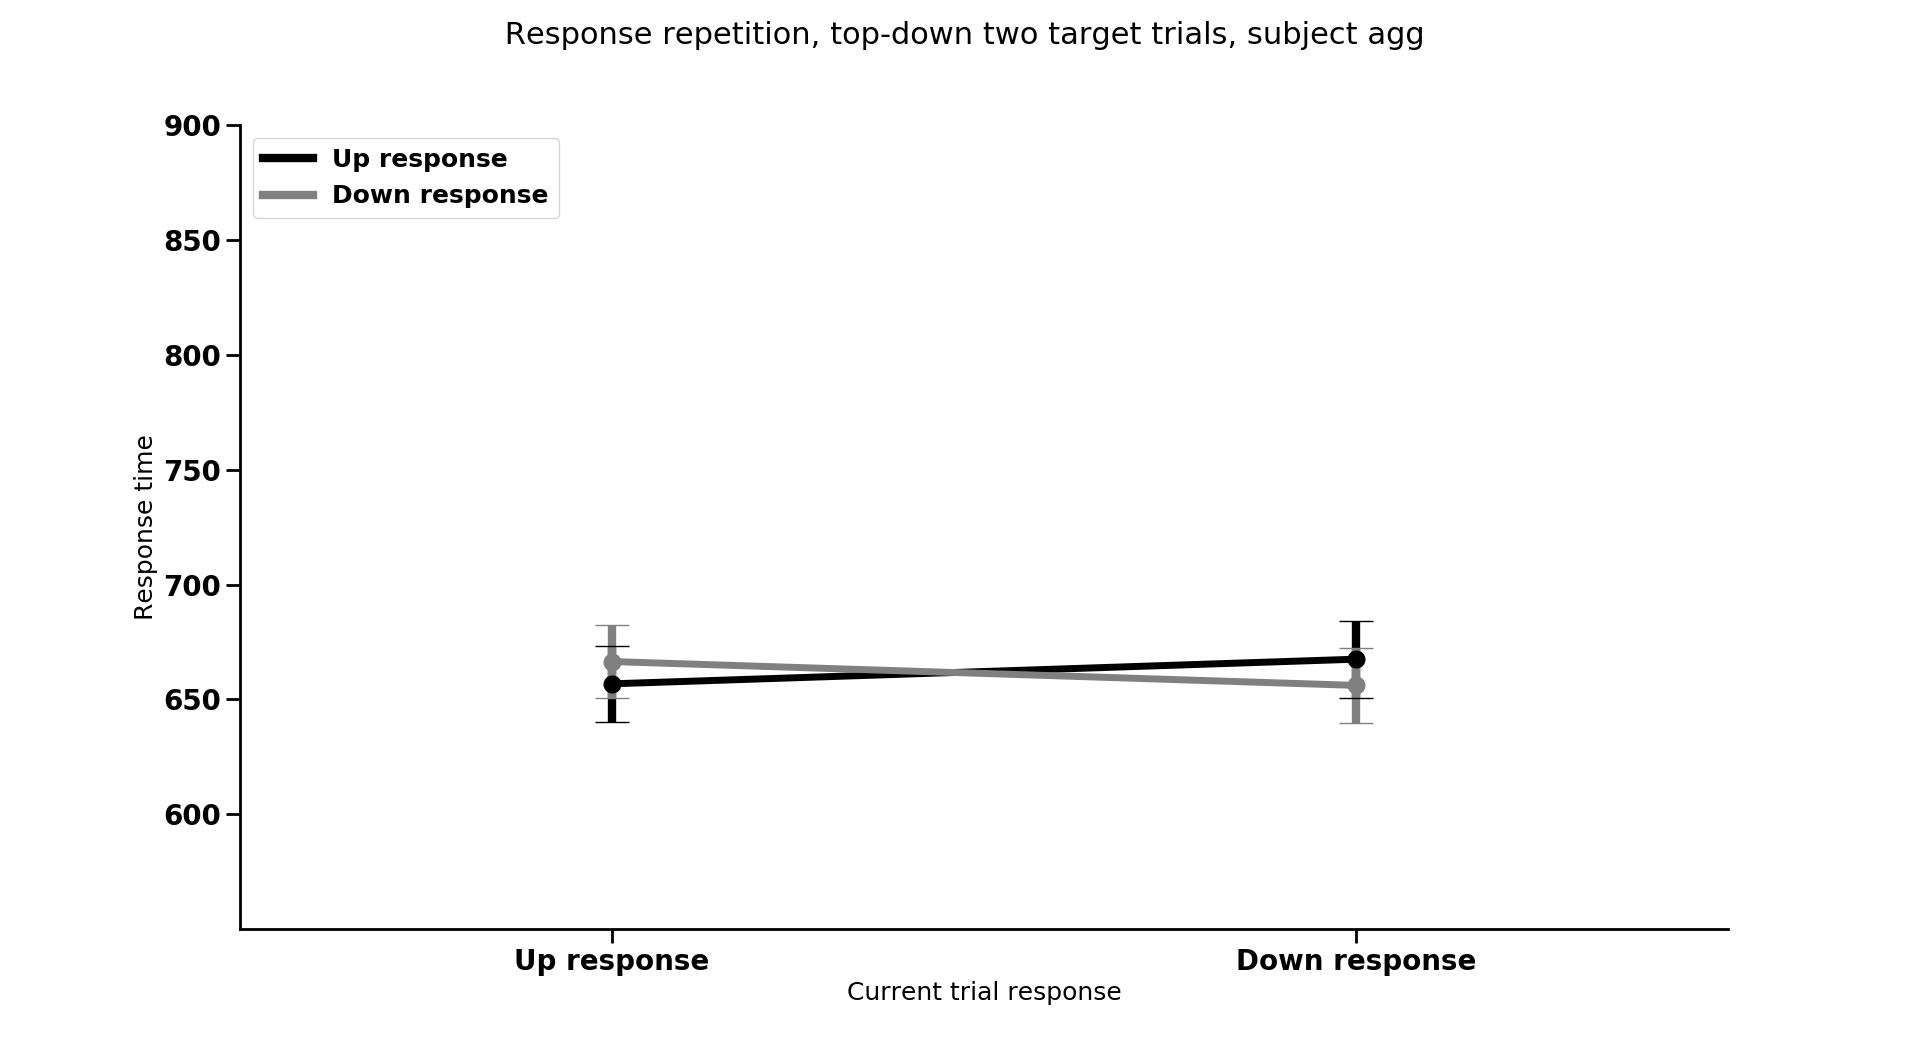 Response repetition, top-down two target trials, subject agg
Up response
Down response
900
850
800
750
700
650
600
Response time
Up response
Down response
Current trial response